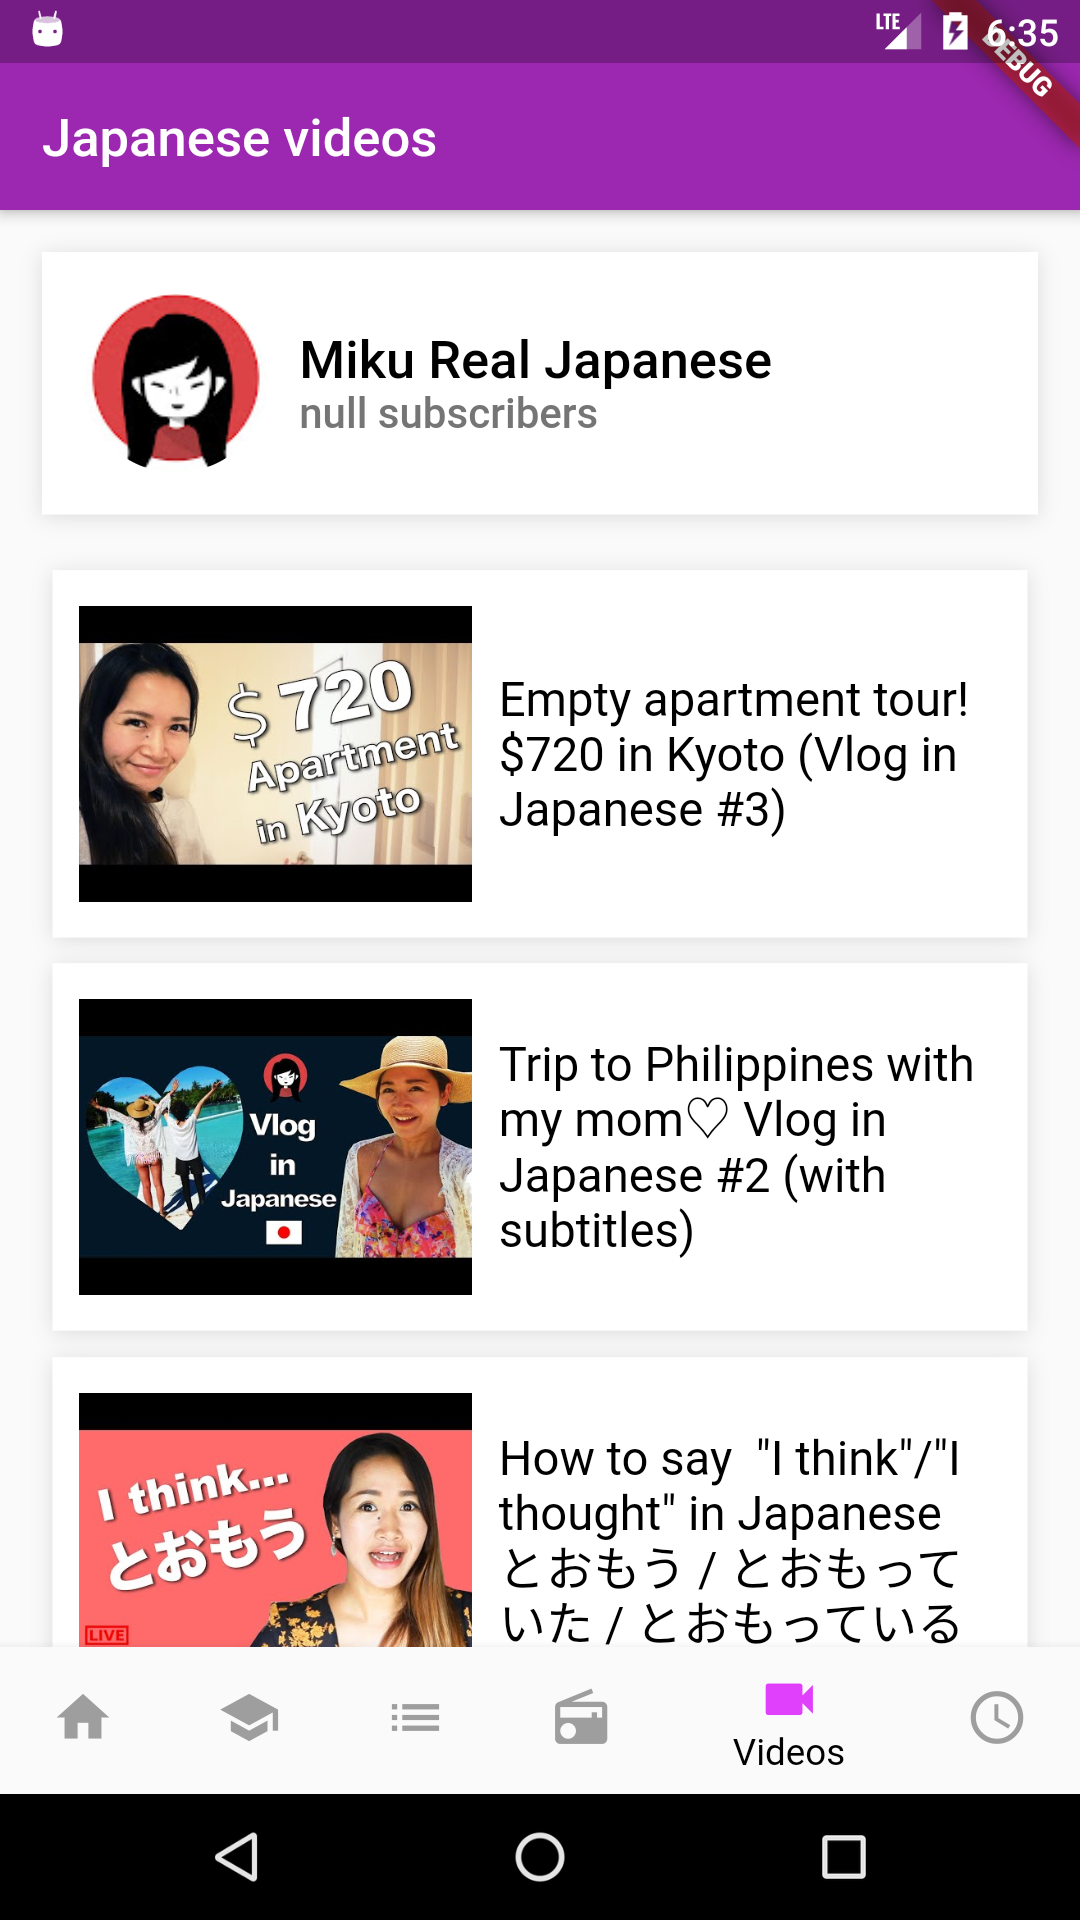 LTE 6:35
DEBUG
Japanese videos
Miku Real Japanese
null subscribers
$720
Apartment
in Kyoto
Empty apartment tour!
$720 in Kyoto (Vlog in
Japanese #3)
Vlog
in
Japanese
Trip to Philippines with
my mom♡ Vlog in
Japanese #2 (with
subtitles)
I think...
とおもう
LIVE
How to say  "I think"/"I
thought" in Japanese
とおもう / とおもって
いた / とおもっている
Videos